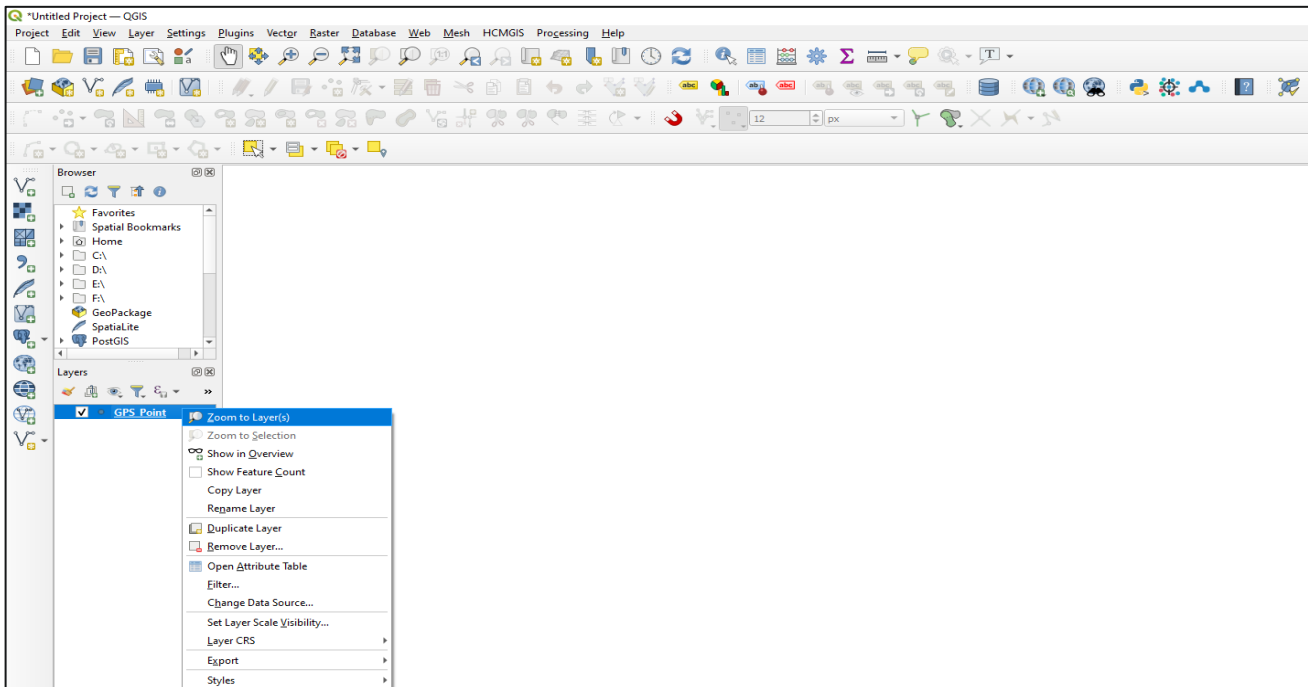 *Untitled Project — QGIS
Project Edit View Layer Settings Plugins Vector Raster Database Web Mesh HCMGIS Processing Help
12 px
Browser
Favorites
Spatial Bookmarks
Home
C:\
D:\
E:\
F:\
GeoPackage
SpatiaLite
PostGIS
Layers
GPS_Point
Zoom to Layer(s)
Zoom to Selection
Show in Overview
Show Feature Count
Copy Layer
Rename Layer
Duplicate Layer
Remove Layer...
Open Attribute Table
Filter...
Change Data Source...
Set Layer Scale Visibility...
Layer CRS
Export
Styles